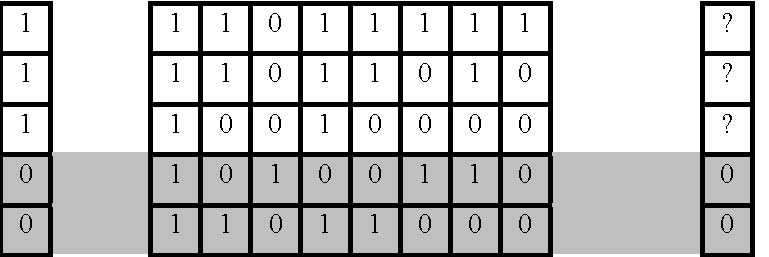 1 1 1 0 1 1 1 1 1 ?
1 1 1 0 1 1 0 1 0 ?
1 1 0 0 1 0 0 0 0 ?
0 1 0 1 0 0 1 1 0 0
0 1 1 0 1 1 0 0 0 0